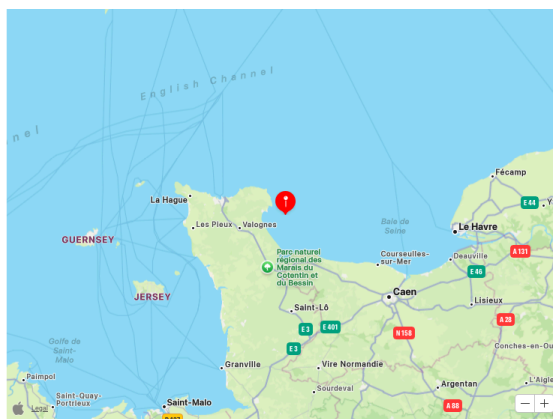 English Channel
nnel
Fécamp
E 44
Y
La Hague
Les Pieux
Valognes
Baie de
Seine
Le Havre
GUERNSEY
A 131
Courseulles-
sur-Mer
Deauville
Parc naturel
régional des
Marais du
Cotentin et
du Bessin
E 46
JERSEY
Caen
Lisieux
Saint-Lô
E 3
E 401
N 158
A 28
Golfe de
Saint-
Malo
E 3
Conches-en-Ou
Granville
Vire Normandie
Paimpol
Sourdeval
Argentan
L'Aigle
Saint-Quay-
Portrieux
Saint-Malo
A 88
Legal